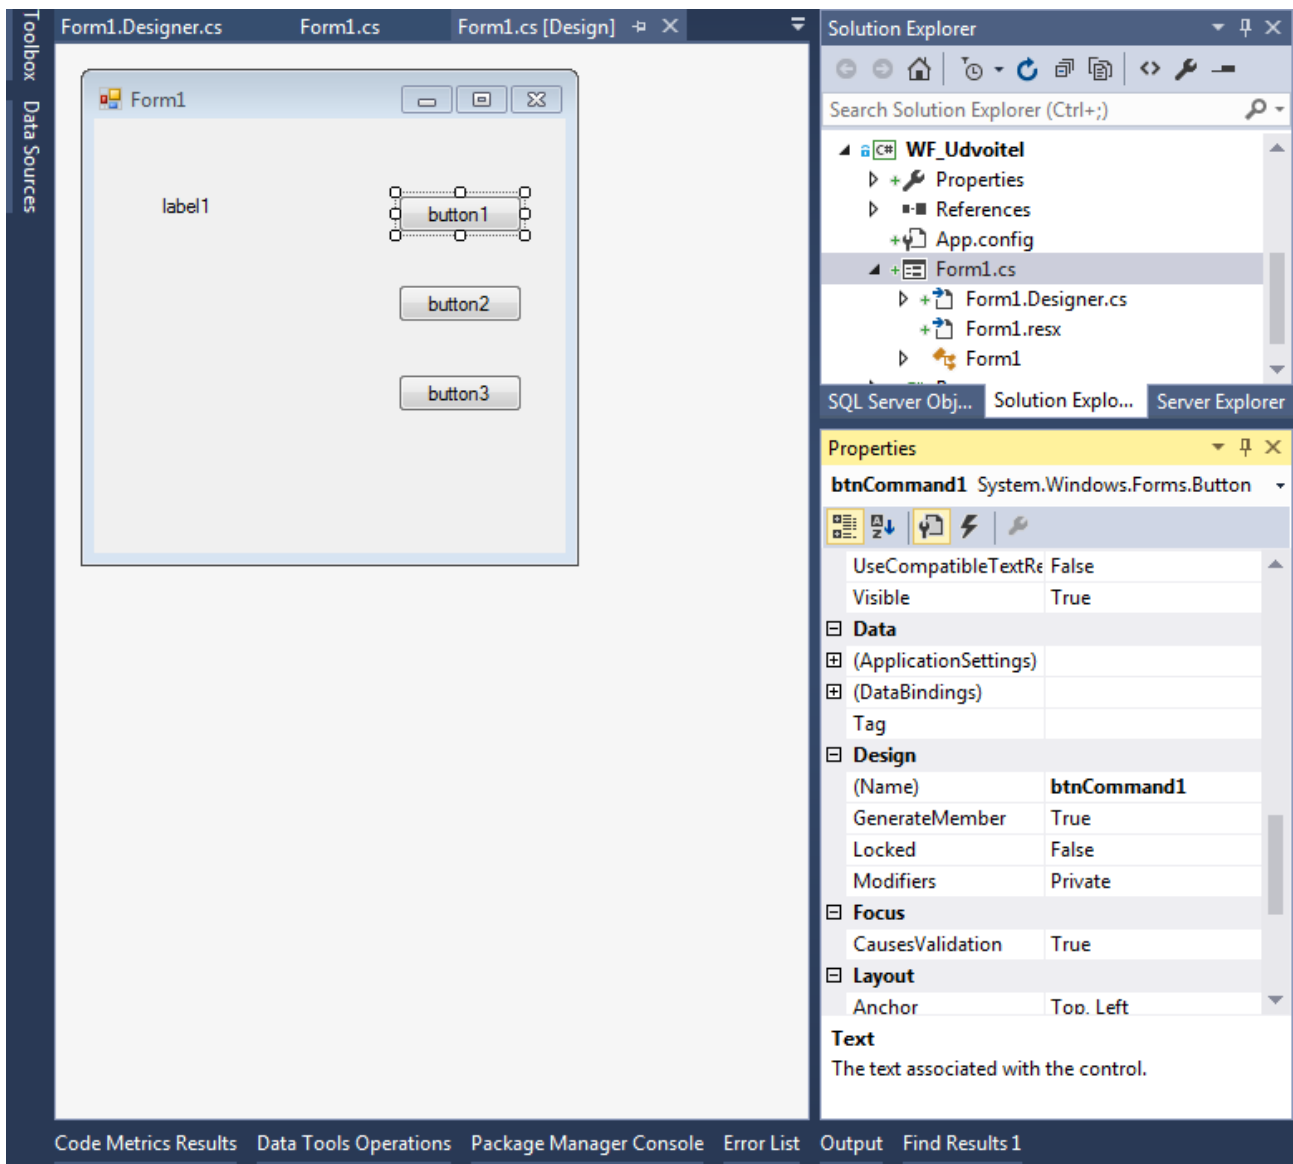 Toolbox
Data Sources
Form1.Designer.cs
Form1.cs
Form1.cs [Design]
Form1
label1
button1
button2
button3
Solution Explorer
Search Solution Explorer (Ctrl+;)
C# WF_Udvoitel
Properties
References
App.config
Form1.cs
Form1.Designer.cs
Form1.resx
Form1
SQL Server Obj...
Solution Explo...
Server Explorer
Properties
btnCommand1 System.Windows.Forms.Button
UseCompatibleTextRe False
Visible True
Data
(ApplicationSettings)
(DataBindings)
Tag
Design
(Name) btnCommand1
GenerateMember True
Locked False
Modifiers Private
Focus
CausesValidation True
Layout
Anchor Top, Left
Text
The text associated with the control.
Code Metrics Results
Data Tools Operations
Package Manager Console
Error List
Output
Find Results 1